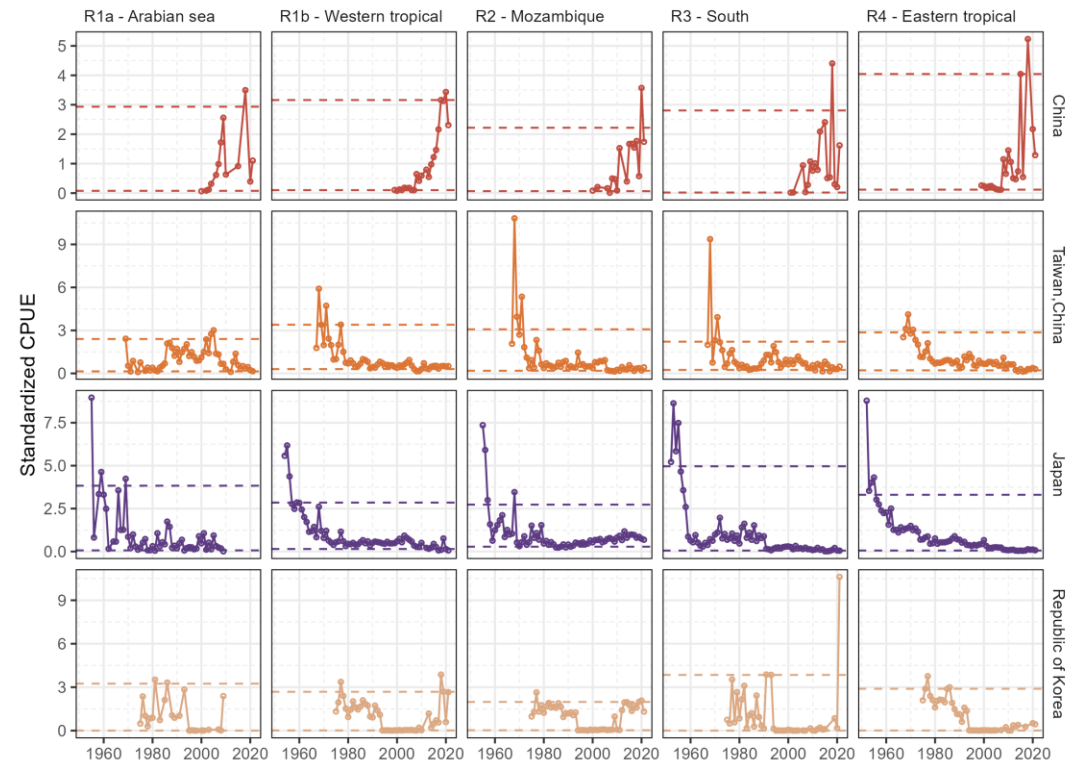 R1a - Arabian sea
R1b - Western tropical
R2 - Mozambique
R3 - South
R4 - Eastern tropical
Standardized CPUE
5
4
3
2
1
0
China
9
6
3
0
Taiwan,China
7.5
5.0
2.5
0.0
Japan
9
6
3
0
Republic of Korea
1960 1980 2000 2020
1960 1980 2000 2020
1960 1980 2000 2020
1960 1980 2000 2020
1960 1980 2000 2020